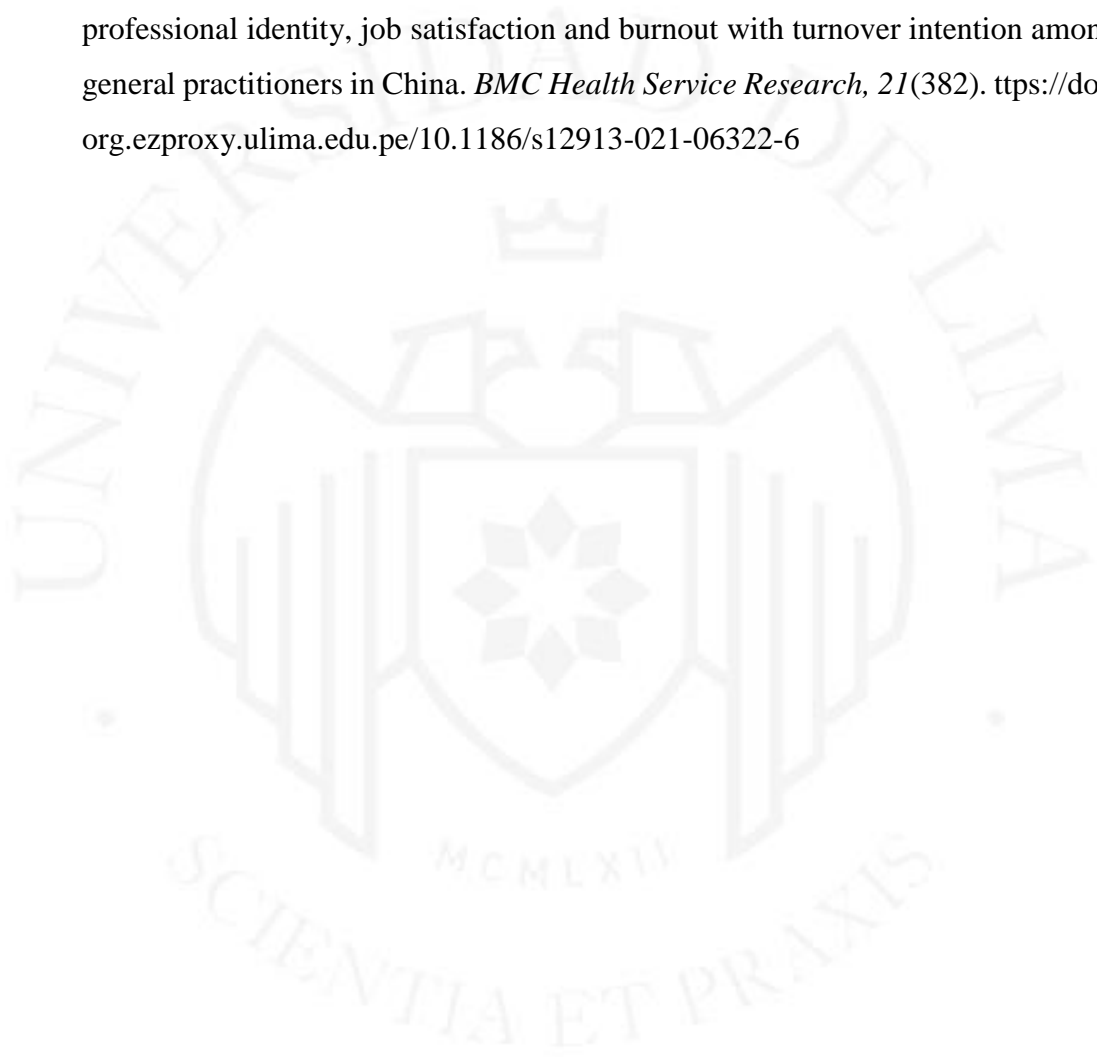 professional identity, job satisfaction and burnout with turnover intention amon
general practitioners in China. BMC Health Service Research, 21(382). ttps://do
org.ezproxy.ulima.edu.pe/10.1186/s12913-021-06322-6
UNIVERSIDAD DE LIMA
MCMLXII
SCIENTIA ET PRAXIS